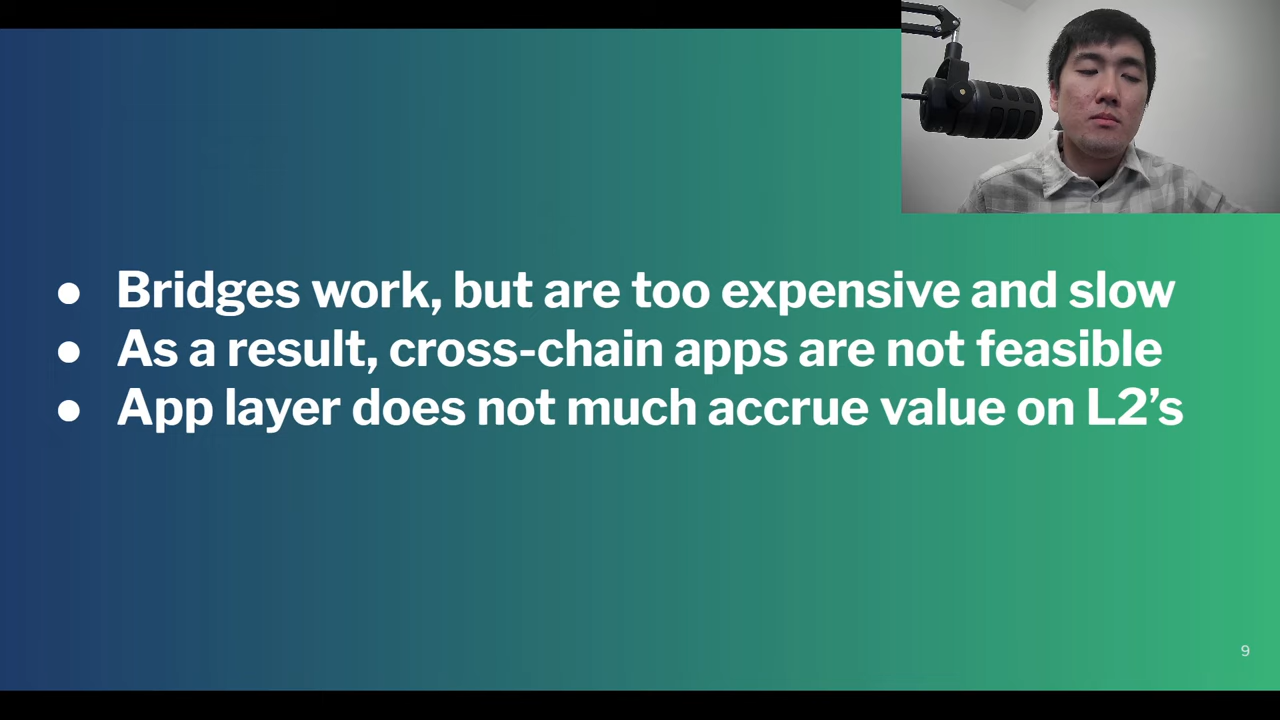 ● Bridges work, but are too expensive and slow
● As a result, cross-chain apps are not feasible
● App layer does not much accrue value on L2’s
9